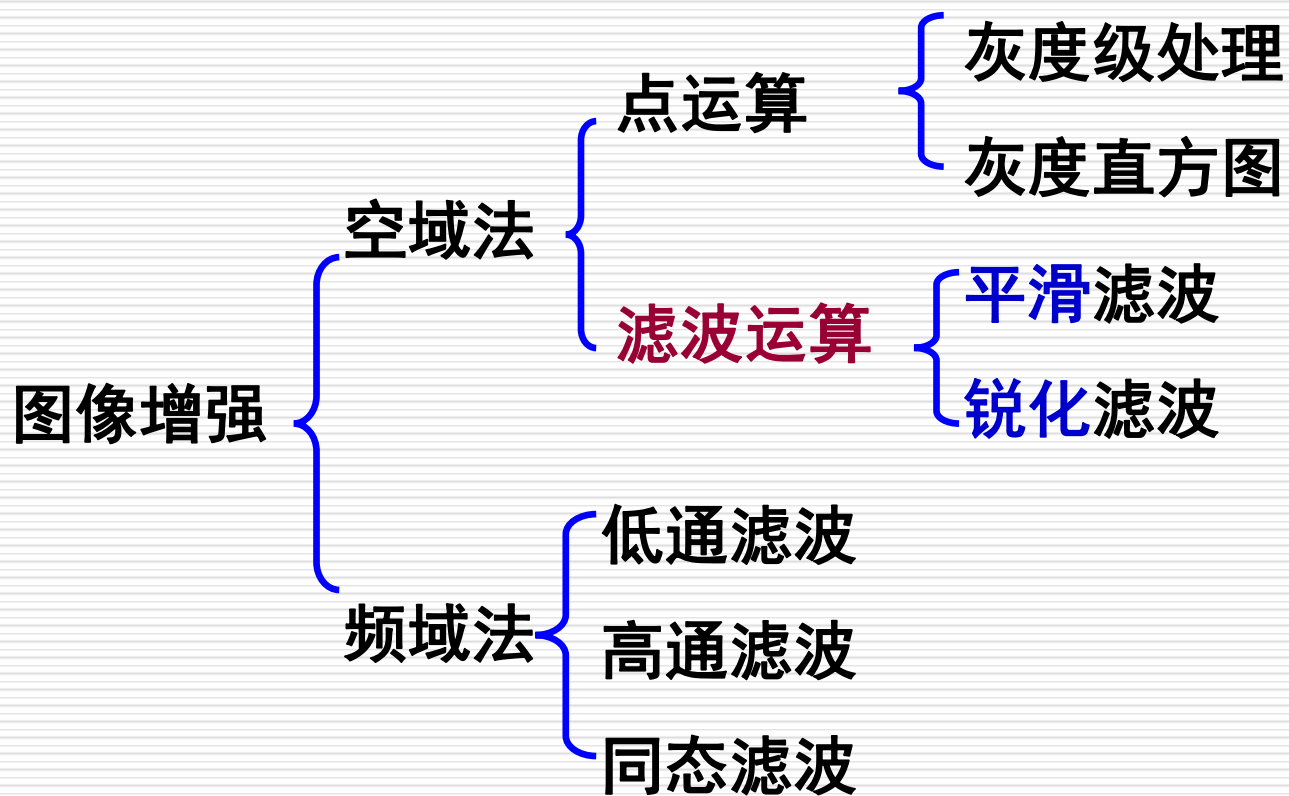 灰度级处理
点运算
灰度直方图
空域法
平滑滤波
滤波运算
锐化滤波
图像增强
低通滤波
频域法
高通滤波
同态滤波